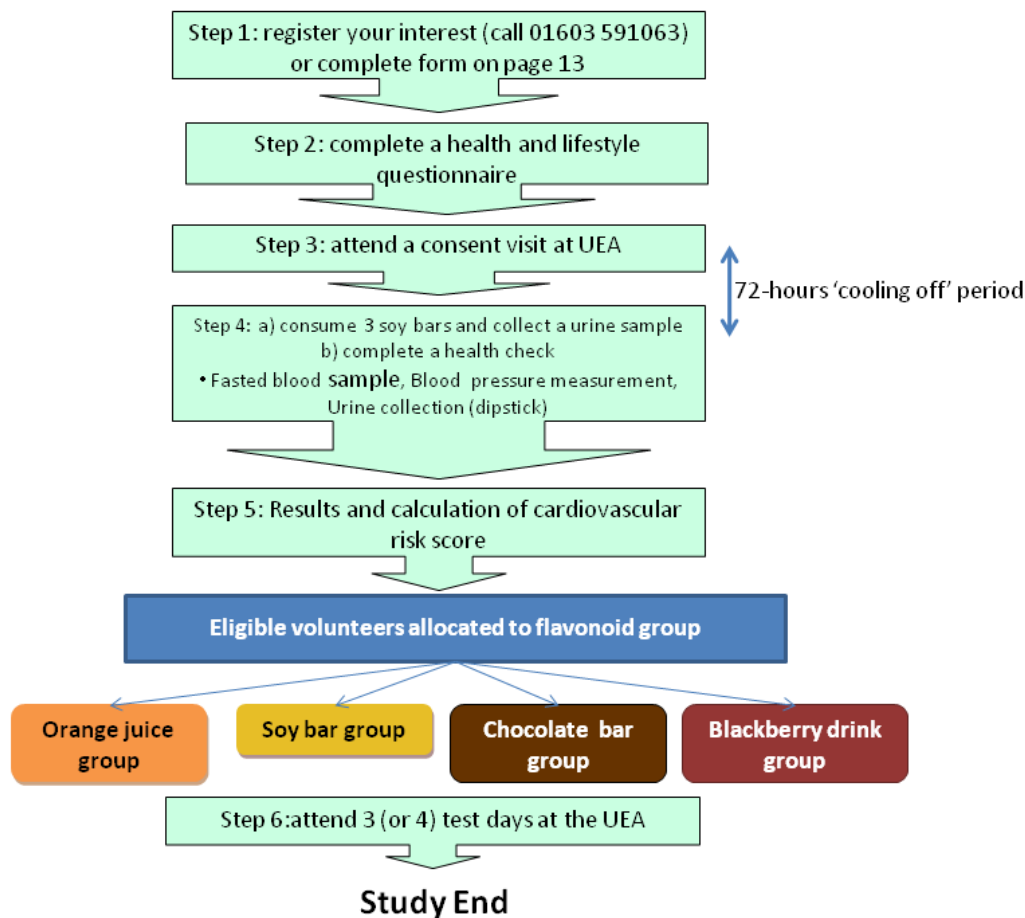 Step 1: register your interest (call 01603 591063)
or complete form on page 13
Step 2: complete a health and lifestyle
questionnaire
Step 3: attend a consent visit at UEA
72-hours ‘cooling off’ period
Step 4: a) consume 3 soy bars and collect a urine sample
b) complete a health check
• Fasted blood sample, Blood pressure measurement,
Urine collection (dipstick)
Step 5: Results and calculation of cardiovascular
risk score
Eligible volunteers allocated to flavonoid group
Orange juice
group
Soy bar group
Chocolate bar
group
Blackberry drink
group
Step 6:attend 3 (or 4) test days at the UEA
Study End